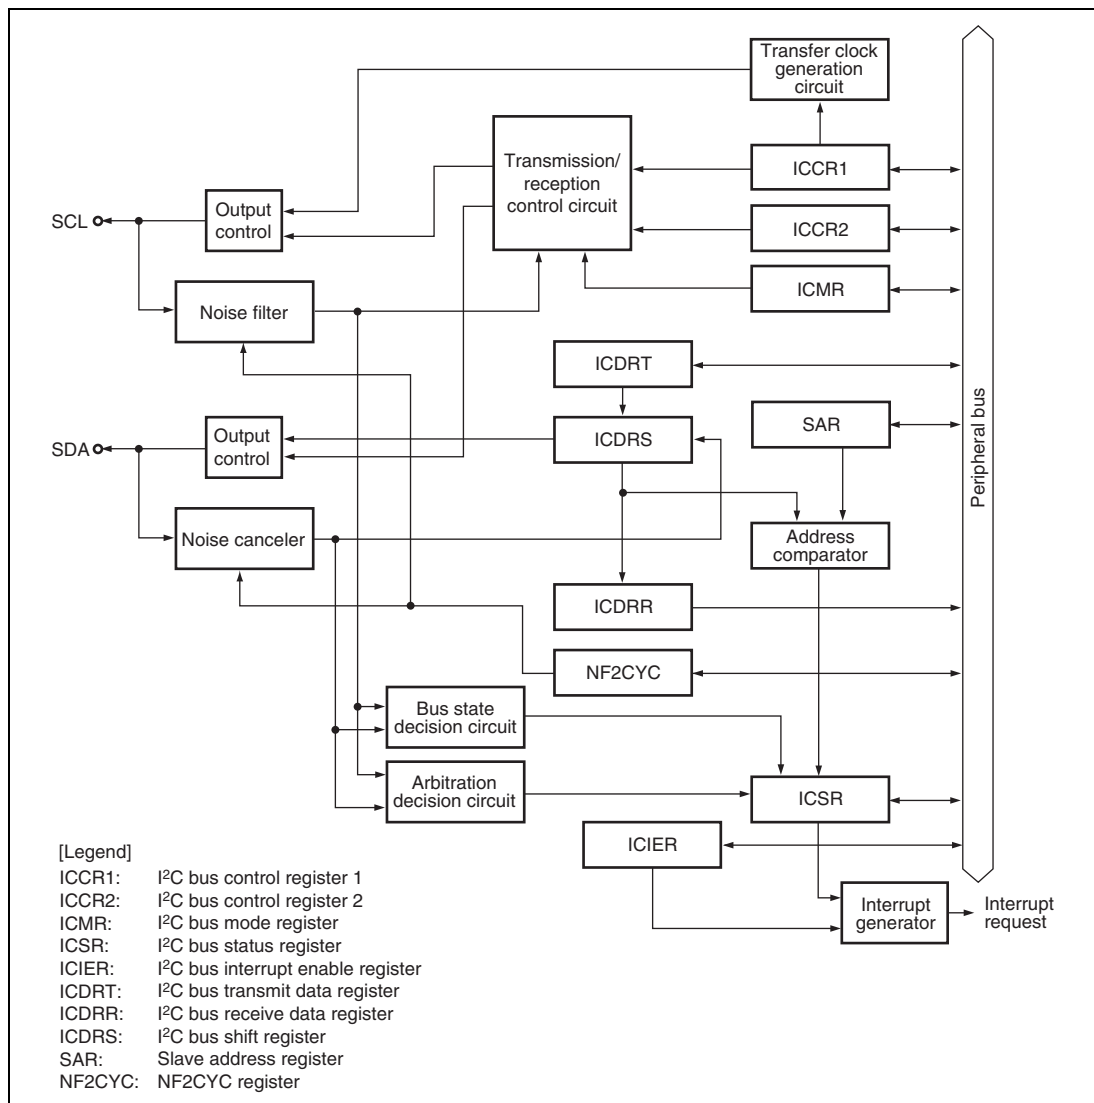 Transfer clock
generation
circuit
Transmission/
reception
control circuit
ICCR1
SCL
Output
control
ICCR2
ICMR
Noise filter
ICDRT
SAR
Peripheral bus
SDA
Output
control
ICDRS
Noise canceler
Address
comparator
ICDRR
NF2CYC
Bus state
decision circuit
Arbitration
decision circuit
ICSR
ICIER
Interrupt
generator
Interrupt
request
[Legend]
ICCR1: I²C bus control register 1
ICCR2: I²C bus control register 2
ICMR: I²C bus mode register
ICSR: I²C bus status register
ICIER: I²C bus interrupt enable register
ICDRT: I²C bus transmit data register
ICDRR: I²C bus receive data register
ICDRS: I²C bus shift register
SAR: Slave address register
NF2CYC: NF2CYC register